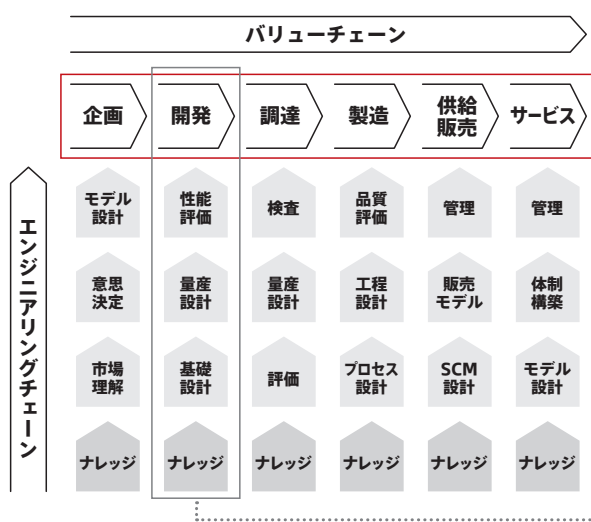 バリューチェーン
企画
開発
調達
製造
供給
販売
サービス
エンジニアリングチェーン
モデル
設計
性能
評価
検査
品質
評価
管理
管理
意思
決定
量産
設計
量産
設計
工程
設計
販売
モデル
体制
構築
市場
理解
基礎
設計
評価
プロセス
設計
SCM
設計
モデル
設計
ナレッジ
ナレッジ
ナレッジ
ナレッジ
ナレッジ
ナレッジ